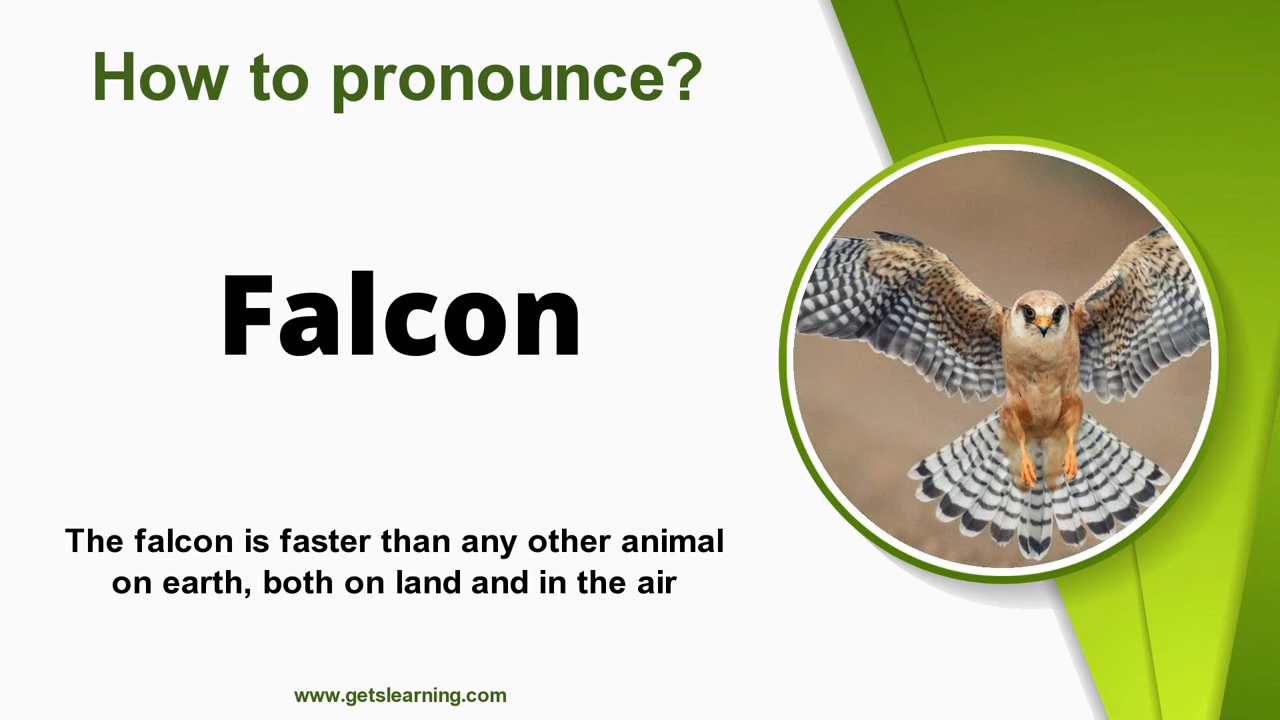 How to pronounce?
Falcon
The falcon is faster than any other animal
on earth, both on land and in the air
www.getslearning.com